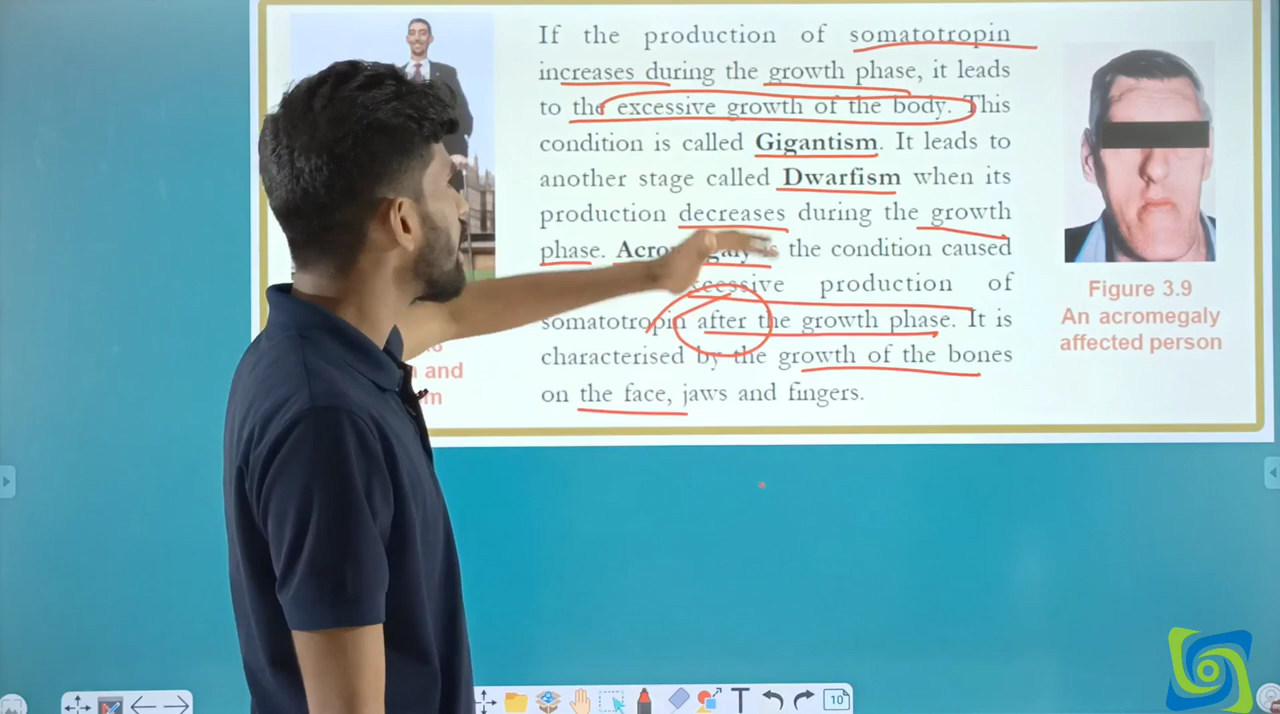 If the production of somatotropin
increases during the growth phase, it leads
to the excessive growth of the body. This
condition is called Gigantism. It leads to
another stage called Dwarfism when its
production decreases during the growth
phase. is the condition caused
production of
somatotropin after the growth phase. It is
characterised by the growth of the bones
on the face, jaws and fingers.
and
Figure 3.9
An acromegaly
affected person
T
10